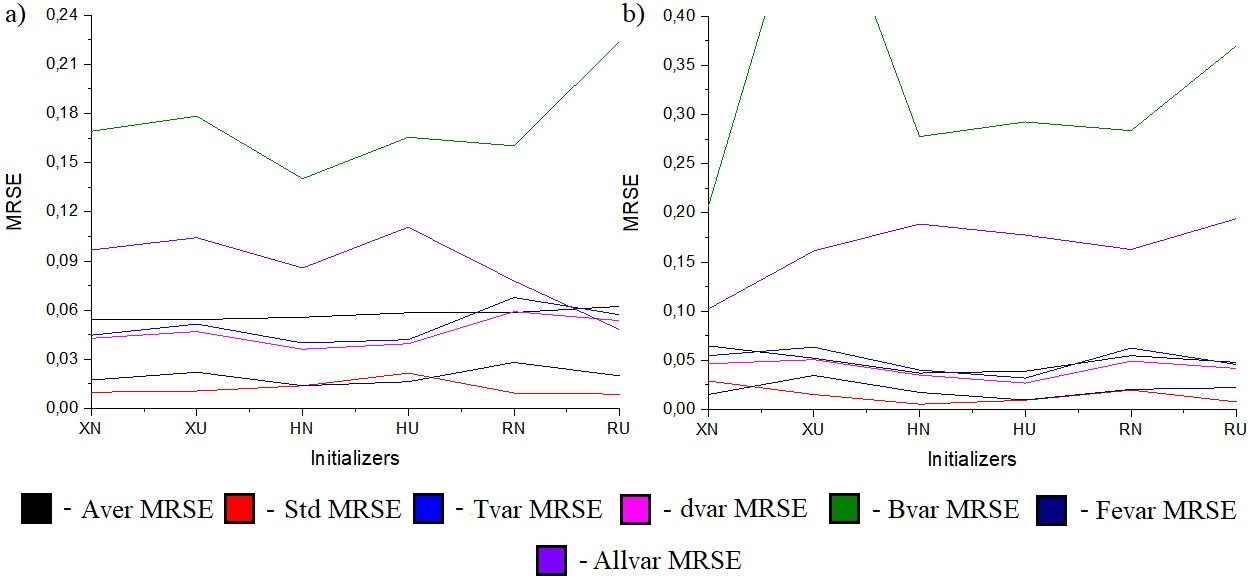 a)
0,24
0,21
0,18
0,15
0,12
0,09
0,06
0,03
0,00
MRSE
XN XU HN HU RN RU
Initializers
b)
0,40
0,35
0,30
0,25
0,20
0,15
0,10
0,05
0,00
MRSE
XN XU HN HU RN RU
Initializers
- Aver MRSE - Std MRSE - Tvar MRSE - dvar MRSE - Bvar MRSE - Fevar MRSE
- Allvar MRSE